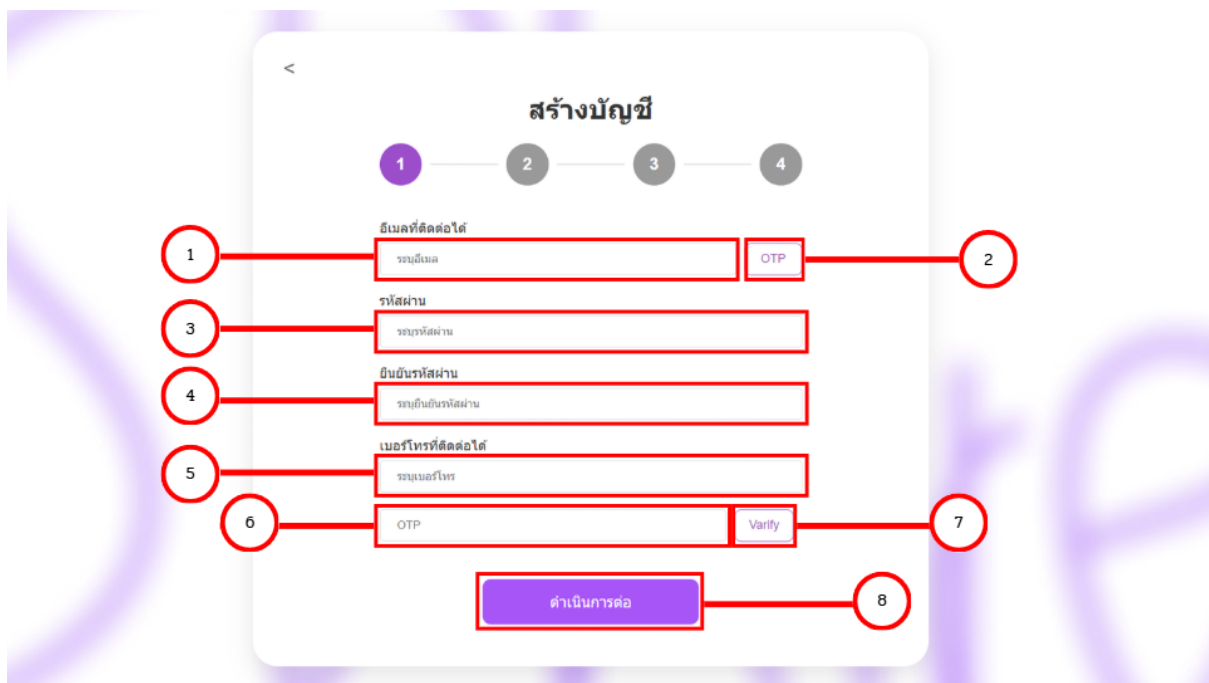 <
สร้างบัญชี
1 2 3 4
อีเมลที่ติดต่อได้
1 ระบุอีเมล OTP 2
รหัสผ่าน
3 ระบุรหัสผ่าน
ยืนยันรหัสผ่าน
4 ระบุยืนยันรหัสผ่าน
เบอร์โทรที่ติดต่อได้
5 ระบุเบอร์โทร
6 OTP Varify 7
ดำเนินการต่อ 8